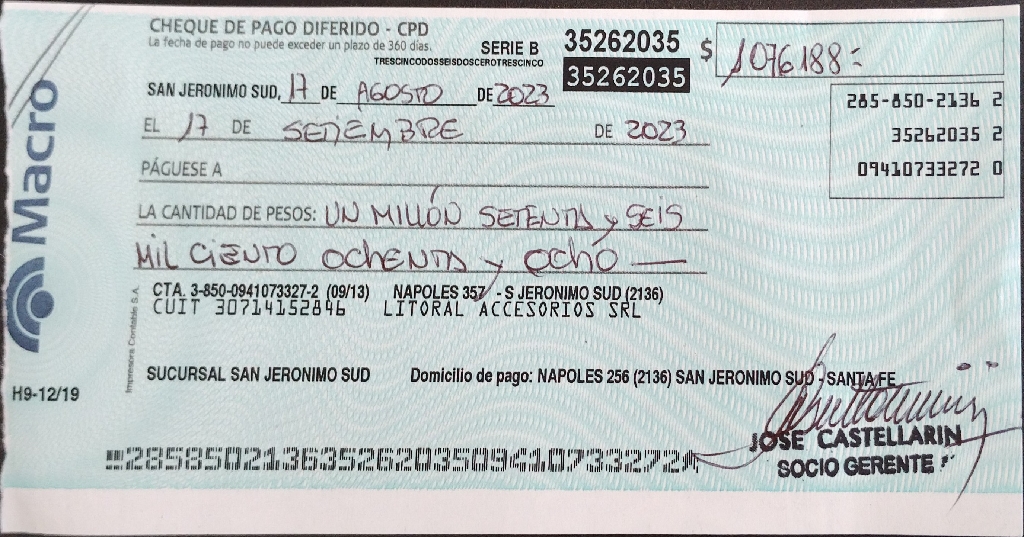 CHEQUE DE PAGO DIFERIDO - CPD
La fecha de pago no puede exceder un plazo de 360 días.
SERIE B 35262035 $ 1076188=
TRESCINCODOSSEISDOSCEROTRESCINCO
35262035
SAN JERONIMO SUD, 17 DE AGOSTO DE 2023
285-850-2136 2
EL 17 DE SETIEMBRE DE 2023
35262035 2
PÁGUESE A
09410733272 0
LA CANTIDAD DE PESOS: UN MILLÓN SETENTA y SEIS
MIL CIENTO OCHENTA y OCHO —
CTA. 3-850-0941073327-2 (09/13) NAPOLES 357 - S JERONIMO SUD (2136)
CUIT 30714152846 LITORAL ACCESORIOS SRL
SUCURSAL SAN JERONIMO SUD Domicilio de pago: NAPOLES 256 (2136) SAN JERONIMO SUD - SANTA FE
JOSE CASTELLARIN
SOCIO GERENTE
28585021363526203509410733272
Macro
H9-12/19
Impresora Contable S.A.